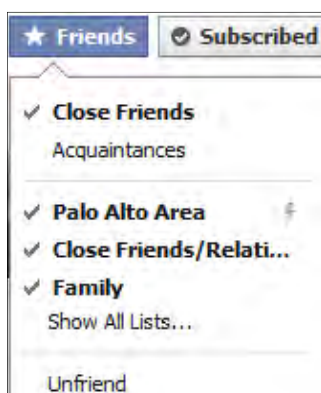 Friends Subscribed
Close Friends
Acquaintances
Palo Alto Area
Close Friends/Relati...
Family
Show All Lists...
Unfriend